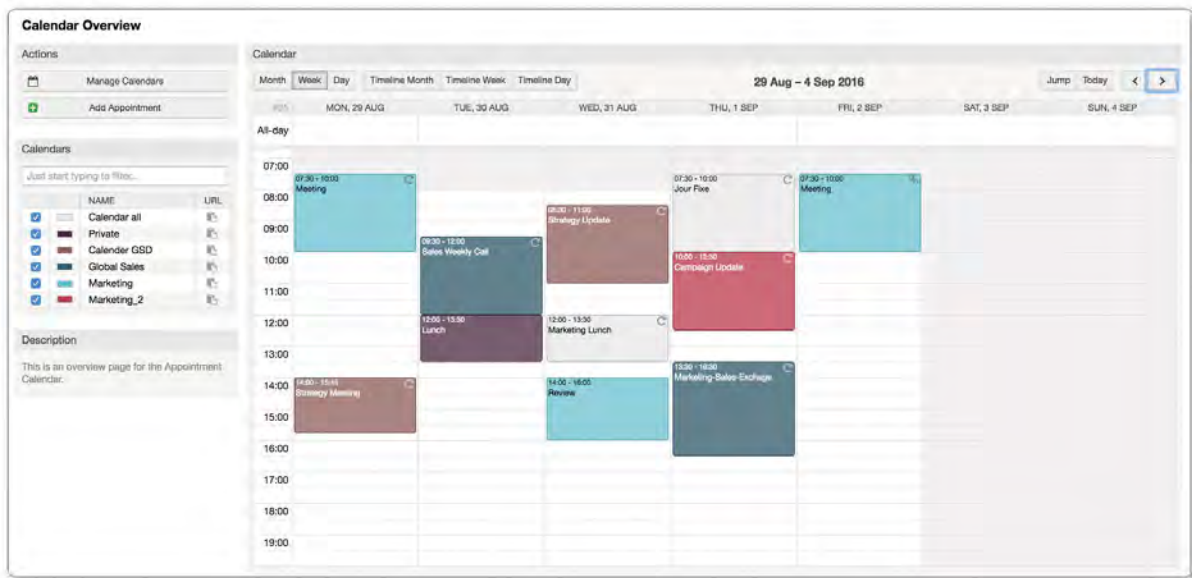 Calendar Overview
Actions
Manage Calendars
Add Appointment
Calendars
Just start typing to filter...
NAME URL
Calendar all
Private
Calender GSD
Global Sales
Marketing
Marketing_2
Description
This is an overview page for the Appointment
Calendar.
Calendar
Month Week Day Timeline Month Timeline Week Timeline Day
29 Aug – 4 Sep 2016
Jump Today
MON, 29 AUG TUE, 30 AUG WED, 31 AUG THU, 1 SEP FRI, 2 SEP SAT, 3 SEP SUN, 4 SEP
All-day
07:00
07:30 - 10:00
Meeting
07:30 - 10:00
Jour Fixe
07:30 - 10:00
Meeting
08:00
- 11:00
Strategy Update
09:00
09:30 - 12:00
Sales Weekly Call
10:00
10:00 - 12:30
Campaign Update
11:00
12:00
12:00 - 13:30
Lunch
12:00 - 13:30
Marketing Lunch
13:00
13:30 - 16:30
Marketing-Sales-Exchage
14:00
14:00 - 15:45
Strategy Meeting
14:00 - 16:00
Review
15:00
16:00
17:00
18:00
19:00